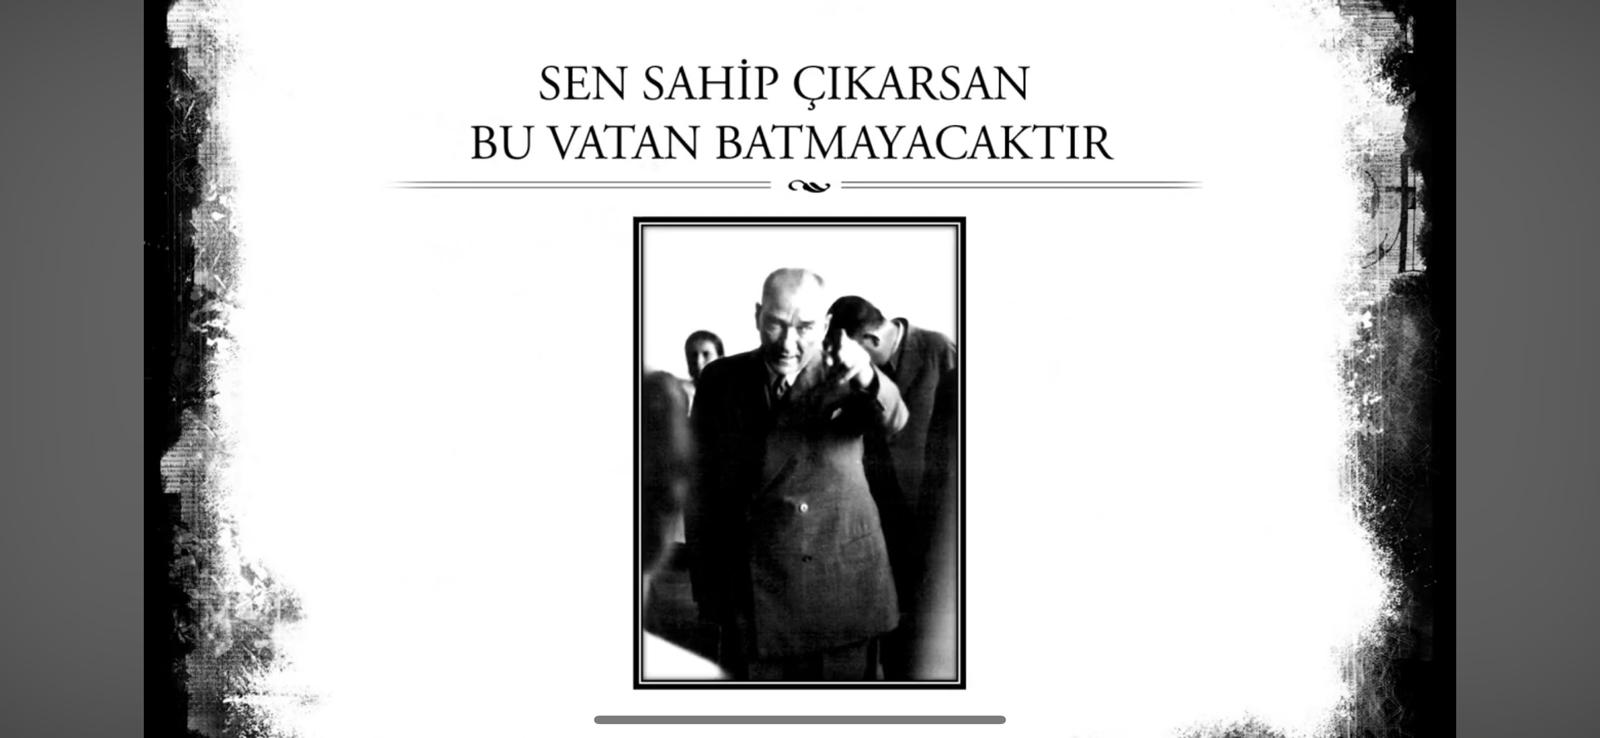 SEN SAHİP ÇIKARSAN
BU VATAN BATMAYACAKTIR